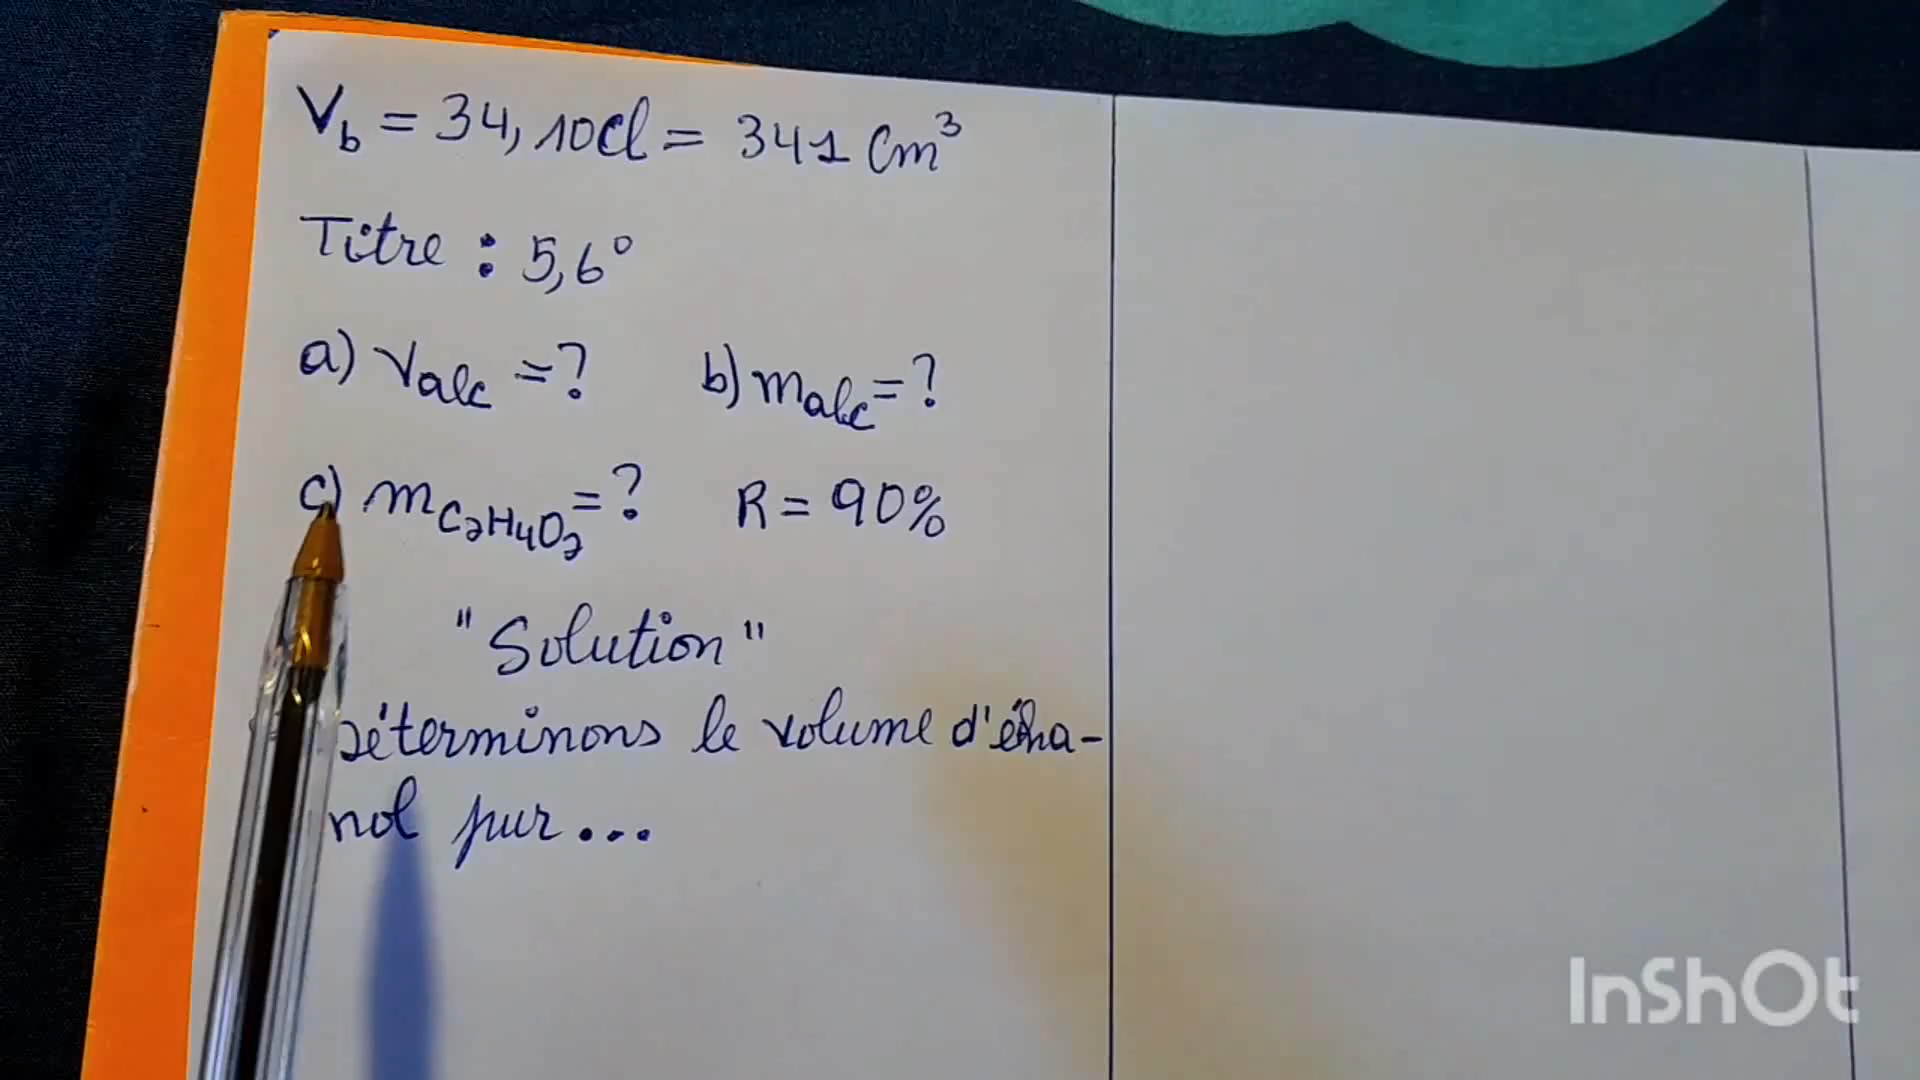 Vb = 34,10Cl = 341 Cm³
Titre : 5,6°
a) Valc = ? b) malc = ?
c) mC₂H₄O₂ = ? R = 90%
"Solution"
Déterminons le volume d'étha-
nol pur...
InShOt